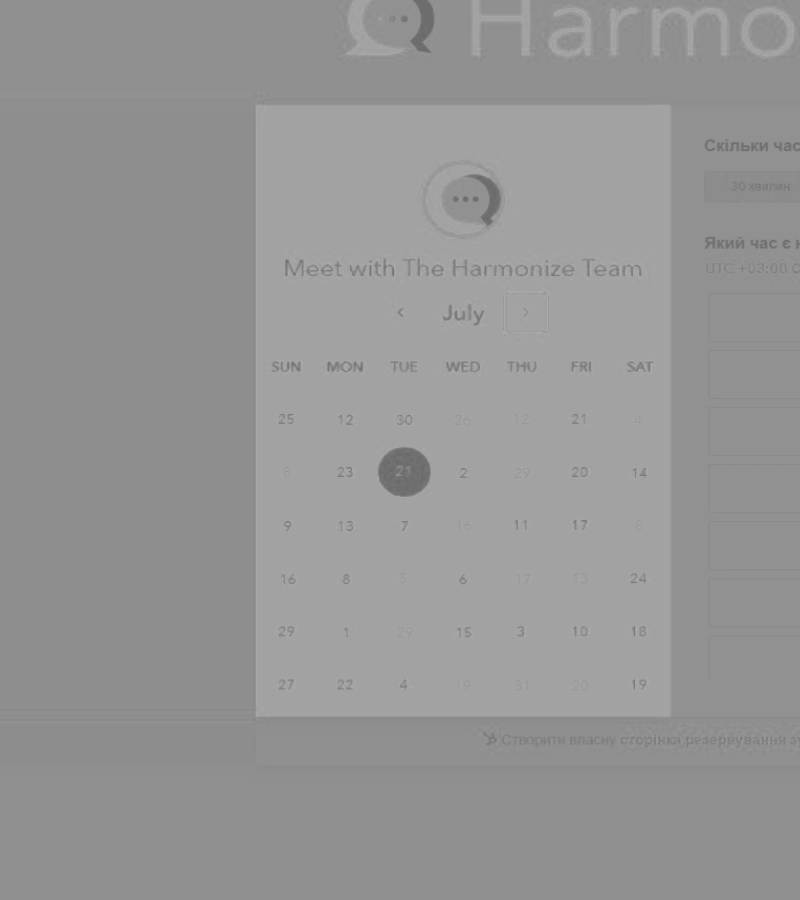 Harmo
Meet with The Harmonize Team
July
SUN MON TUE WED THU FRI SAT
25 12 30 26 12 21 4
8 23 21 2 29 20 14
9 13 7 16 11 17 8
16 8 5 6 17 13 24
29 1 29 15 3 10 18
27 22 4 19 31 20 19
Скільки час
30 хвилин
Який час є н
UTC +03:00
Створити власну сторінку резервування